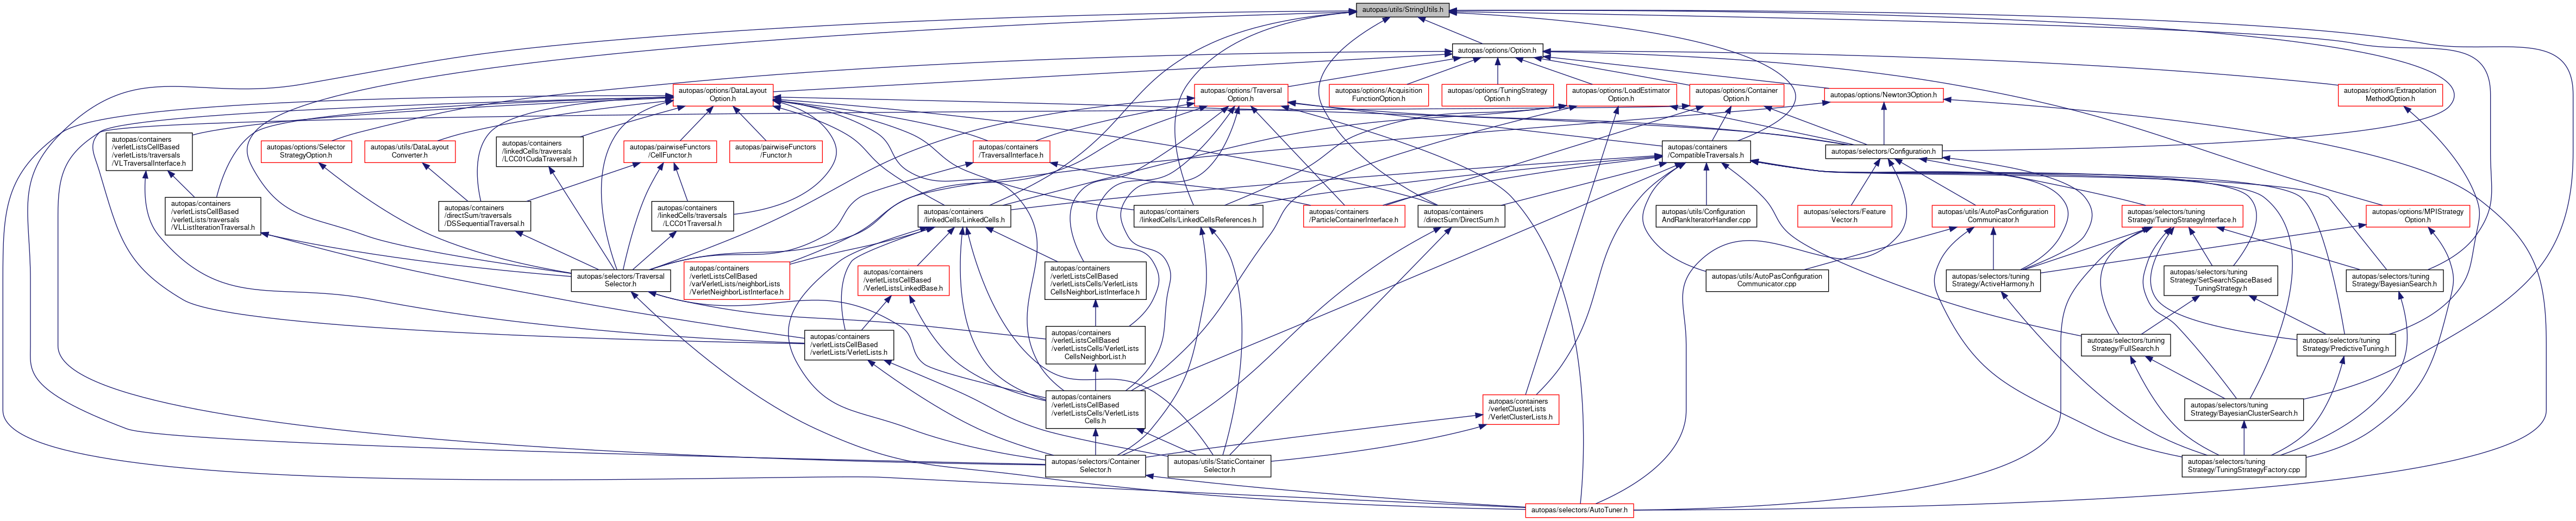 autopas/utils/StringUtils.h
autopas/options/Option.h
autopas/options/DataLayout
Option.h
autopas/options/Traversal
Option.h
autopas/options/Acquisition
FunctionOption.h
autopas/options/TuningStrategy
Option.h
autopas/options/LoadEstimator
Option.h
autopas/options/Container
Option.h
autopas/options/Newton3Option.h
autopas/options/Extrapolation
MethodOption.h
autopas/containers
/verletListsCellBased
/verletLists/traversals
/VLTraversalInterface.h
autopas/options/Selector
StrategyOption.h
autopas/utils/DataLayout
Converter.h
autopas/containers
/linkedCells/traversals
/LCC01CudaTraversal.h
autopas/pairwiseFunctors
/CellFunctor.h
autopas/pairwiseFunctors
/Functor.h
autopas/containers
/TraversalInterface.h
autopas/containers
/CompatibleTraversals.h
autopas/selectors/Configuration.h
autopas/containers
/verletListsCellBased
/verletLists/traversals
/VLListIterationTraversal.h
autopas/containers
/directSum/traversals
/DSSequentialTraversal.h
autopas/containers
/linkedCells/traversals
/LCC01Traversal.h
autopas/containers
/linkedCells/LinkedCells.h
autopas/containers
/linkedCells/LinkedCellsReferences.h
autopas/containers
/ParticleContainerInterface.h
autopas/containers
/directSum/DirectSum.h
autopas/utils/Configuration
AndRankIteratorHandler.cpp
autopas/selectors/Feature
Vector.h
autopas/utils/AutoPasConfiguration
Communicator.h
autopas/selectors/tuning
Strategy/TuningStrategyInterface.h
autopas/options/MPIStrategy
Option.h
autopas/selectors/Traversal
Selector.h
autopas/containers
/verletListsCellBased
/varVerletLists/neighborLists
/VerletNeighborListInterface.h
autopas/containers
/verletListsCellBased
/VerletListsLinkedBase.h
autopas/containers
/verletListsCellBased
/verletListsCells/VerletLists
CellsNeighborListInterface.h
autopas/utils/AutoPasConfiguration
Communicator.cpp
autopas/selectors/tuning
Strategy/ActiveHarmony.h
autopas/selectors/tuning
Strategy/SetSearchSpaceBased
TuningStrategy.h
autopas/selectors/tuning
Strategy/BayesianSearch.h
autopas/containers
/verletListsCellBased
/verletLists/VerletLists.h
autopas/containers
/verletListsCellBased
/verletListsCells/VerletLists
CellsNeighborList.h
autopas/selectors/tuning
Strategy/FullSearch.h
autopas/selectors/tuning
Strategy/PredictiveTuning.h
autopas/containers
/verletListsCellBased
/verletListsCells/VerletLists
Cells.h
autopas/containers
/verletClusterLists
/VerletClusterLists.h
autopas/selectors/tuning
Strategy/BayesianClusterSearch.h
autopas/selectors/Container
Selector.h
autopas/utils/StaticContainer
Selector.h
autopas/selectors/tuning
Strategy/TuningStrategyFactory.cpp
autopas/selectors/AutoTuner.h